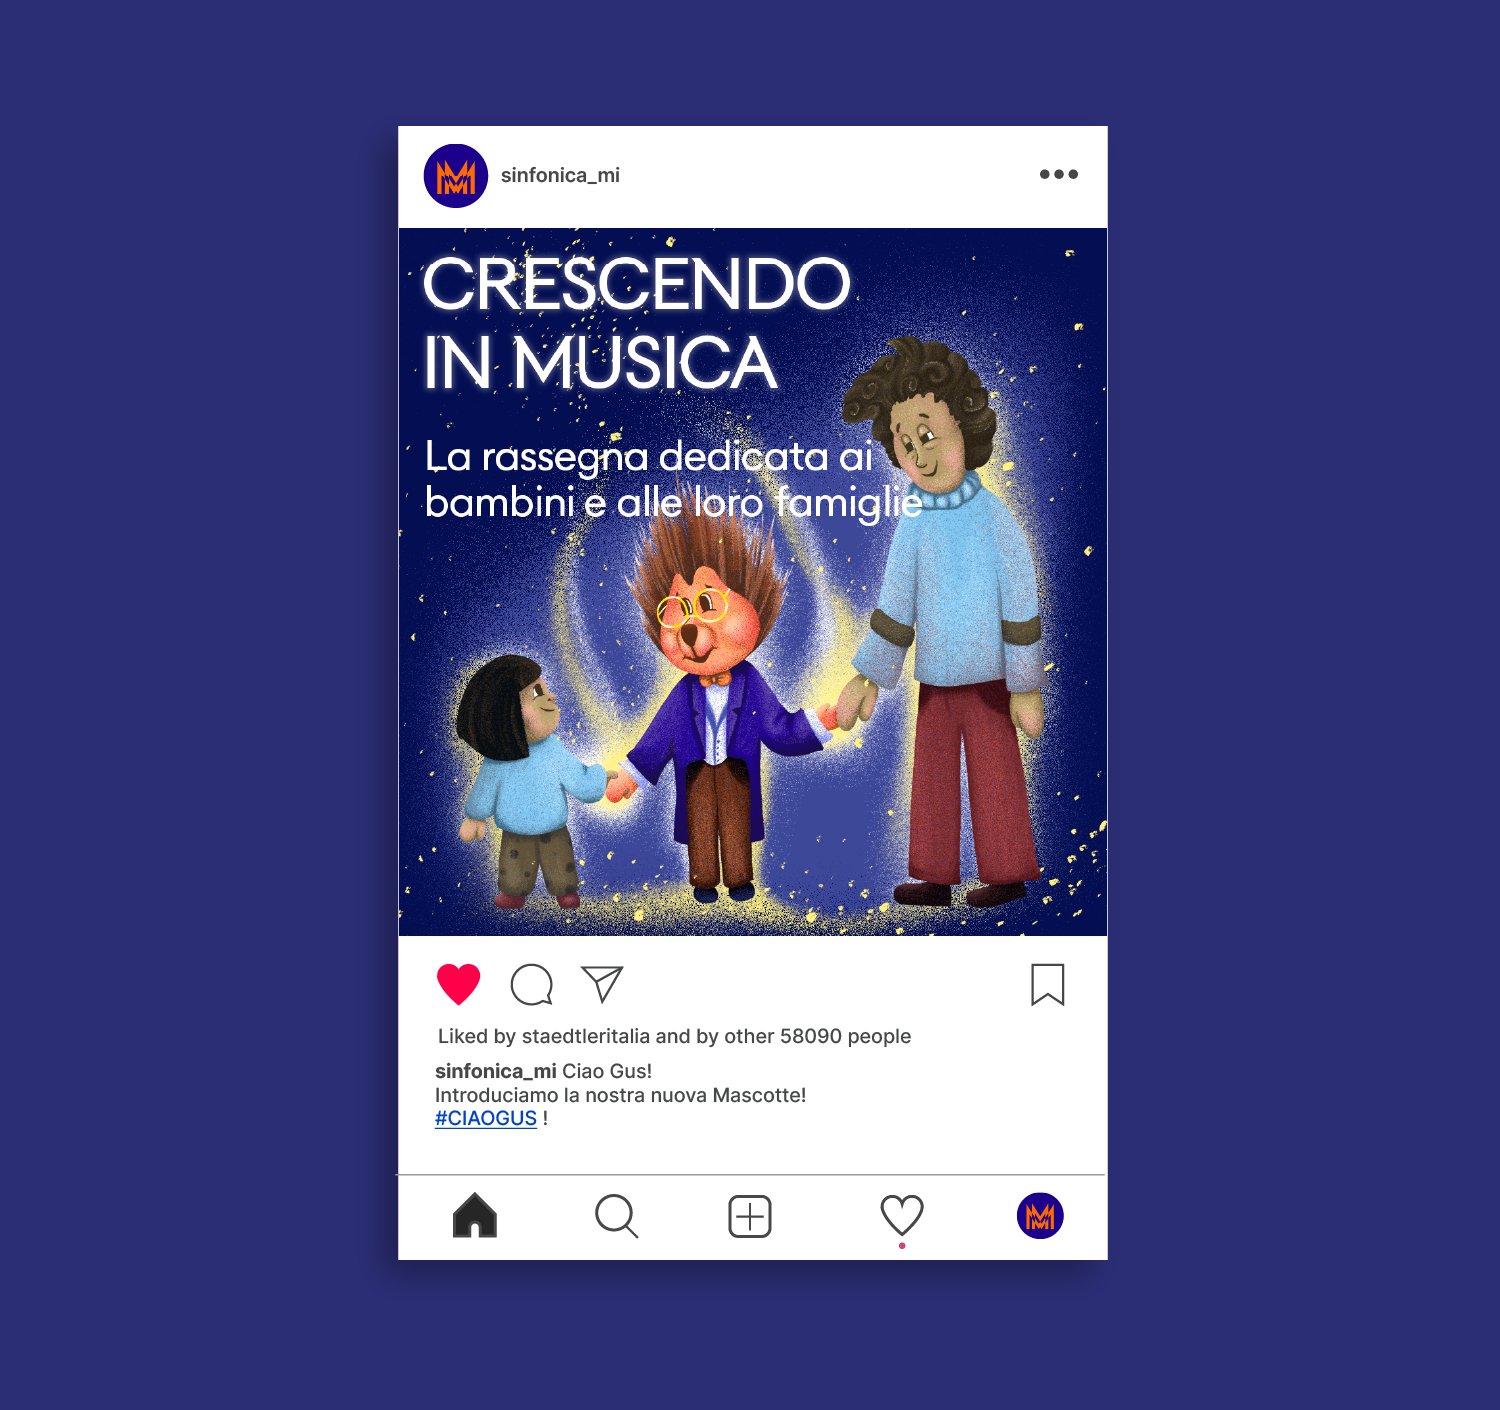 sinfonica_mi
CRESCENDO
IN MUSICA
La rassegna dedicata ai
bambini e alle loro famiglie
Liked by staedtleritalia and by other 58090 people
sinfonica_mi Ciao Gus!
Introduciamo la nostra nuova Mascotte!
#CIAOGUS !